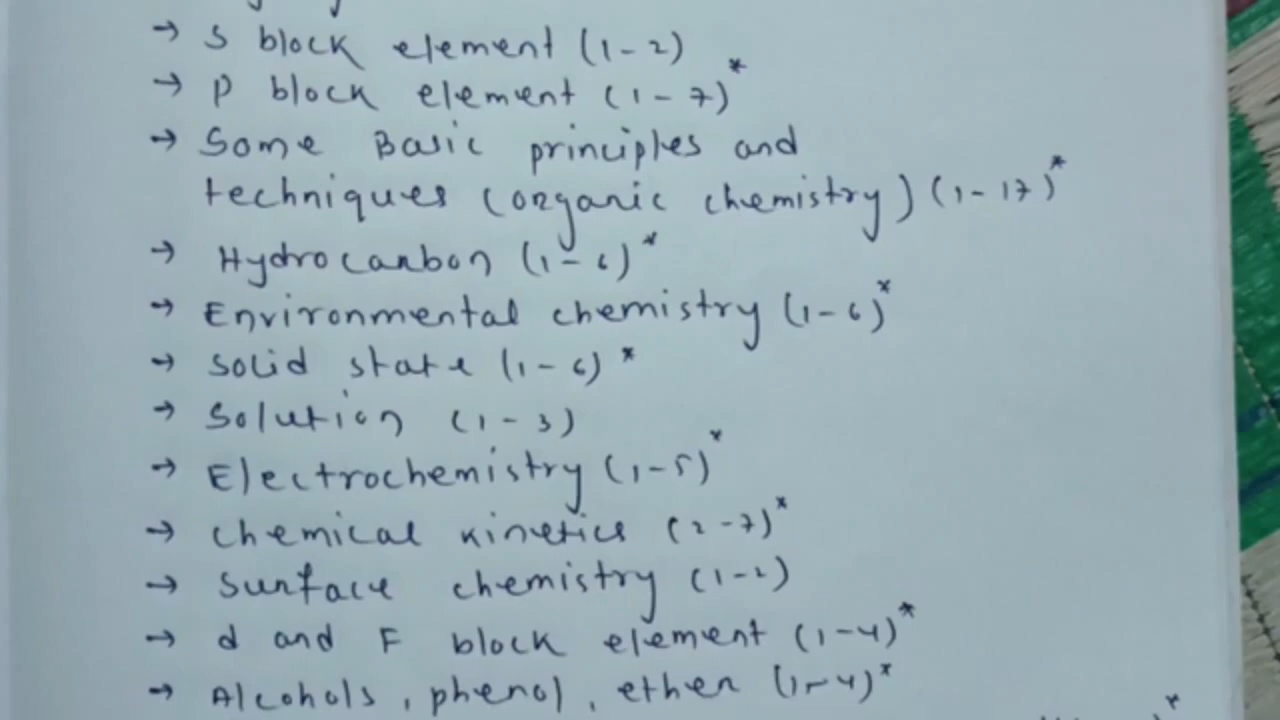 → S block element (1-2)
→ P block element (1-7)*
→ Some Basic principles and
techniques (organic chemistry) (1-17)*
→ Hydrocarbon (1-6)*
→ Environmental chemistry (1-6)*
→ Solid state (1-6)*
→ Solution (1-3)
→ Electrochemistry (1-5)*
→ Chemical kinetics (2-7)*
→ Surface chemistry (1-2)
→ d and F block element (1-4)*
→ Alcohols, phenol, ether (1-4)*